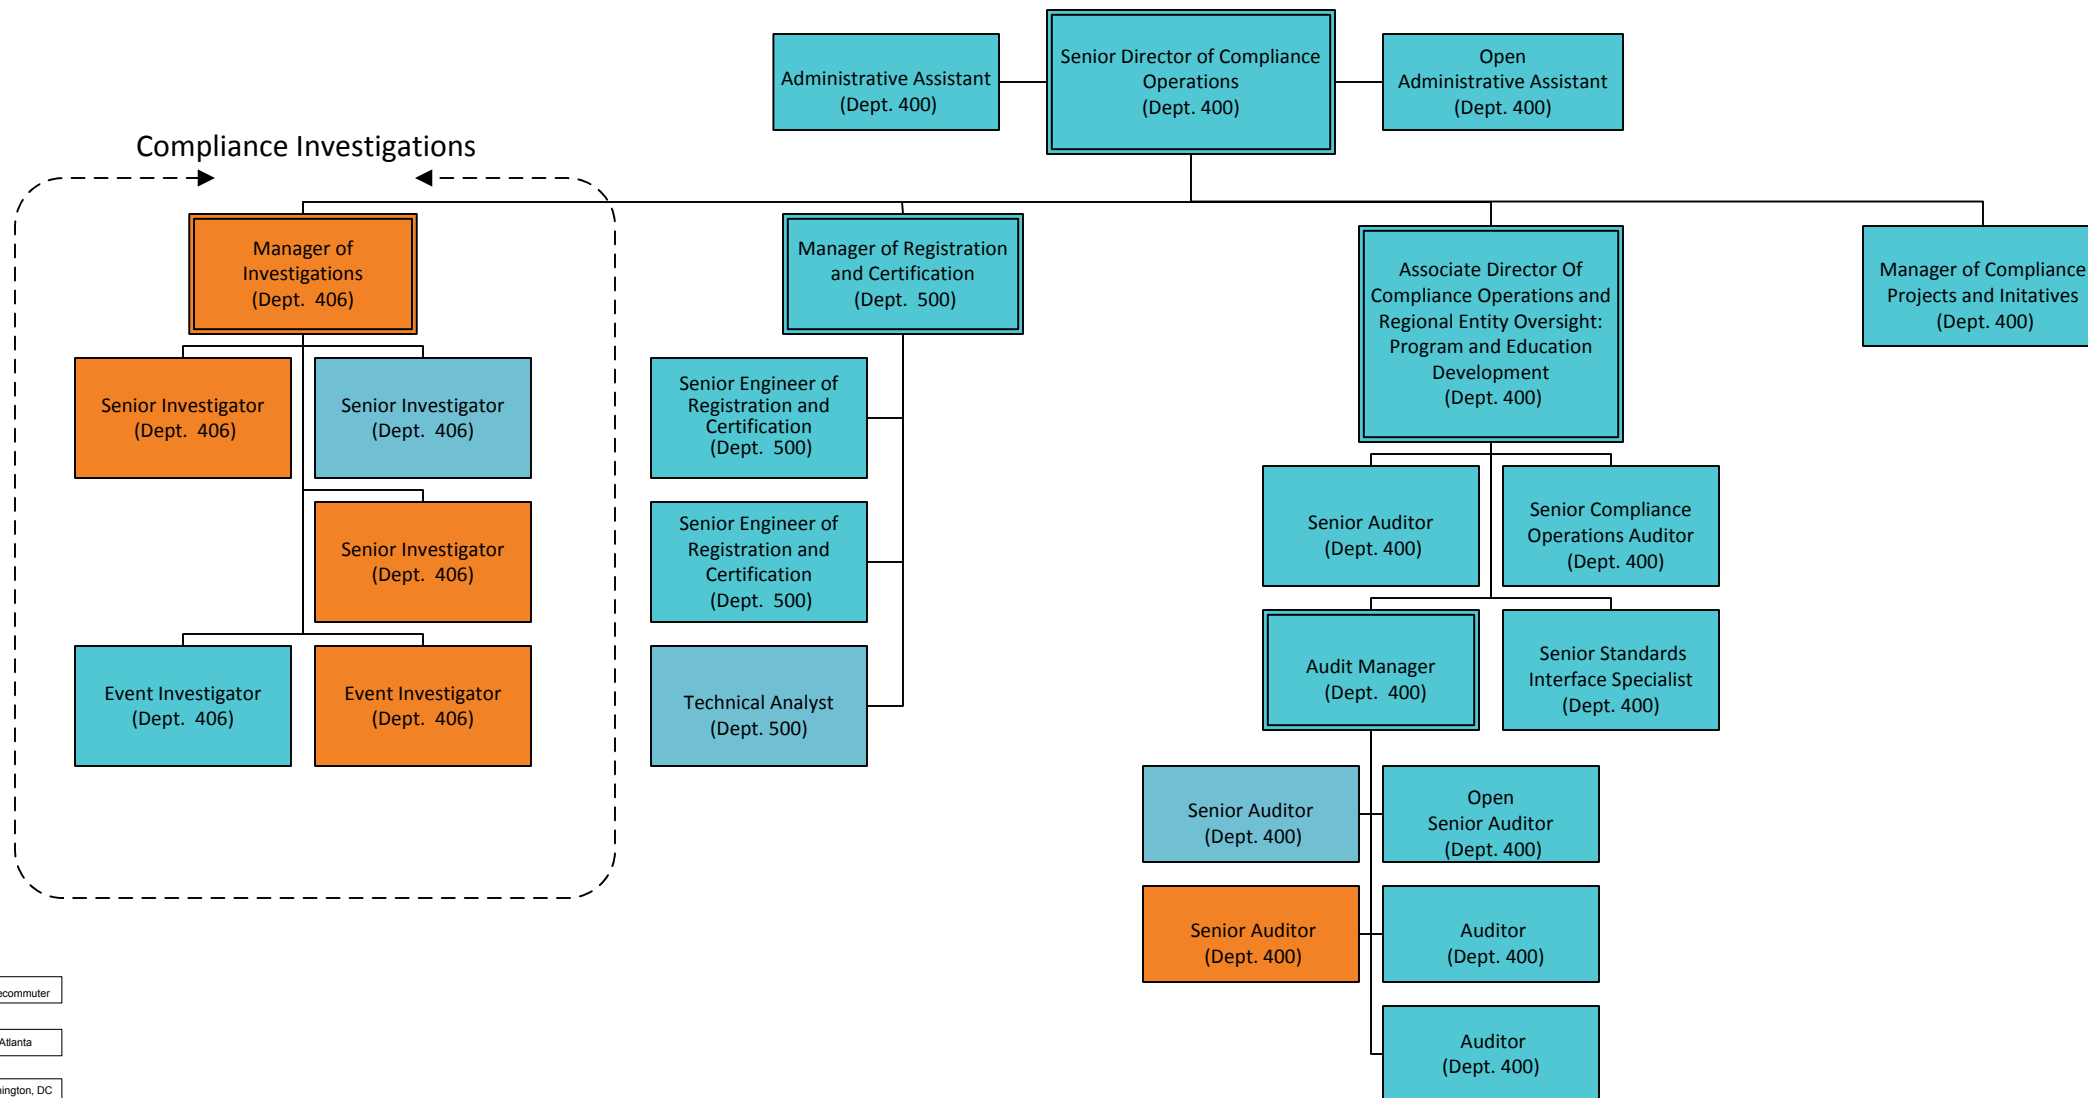 Administrative Assistant
(Dept. 400)
Senior Director of Compliance
Operations
(Dept. 400)
Open
Administrative Assistant
(Dept. 400)
Compliance Investigations
Manager of
Investigations
(Dept. 406)
Manager of Registration
and Certification
(Dept. 500)
Associate Director Of
Compliance Operations and
Regional Entity Oversight:
Program and Education
Development
(Dept. 400)
Manager of Compliance
Projects and Initatives
(Dept. 400)
Senior Investigator
(Dept. 406)
Senior Investigator
(Dept. 406)
Senior Investigator
(Dept. 406)
Event Investigator
(Dept. 406)
Event Investigator
(Dept. 406)
Senior Engineer of
Registration and
Certification
(Dept. 500)
Senior Engineer of
Registration and
Certification
(Dept. 500)
Technical Analyst
(Dept. 500)
Senior Auditor
(Dept. 400)
Senior Compliance
Operations Auditor
(Dept. 400)
Audit Manager
(Dept. 400)
Senior Standards
Interface Specialist
(Dept. 400)
Senior Auditor
(Dept. 400)
Open
Senior Auditor
(Dept. 400)
Senior Auditor
(Dept. 400)
Auditor
(Dept. 400)
Auditor
(Dept. 400)
Atlanta
DC